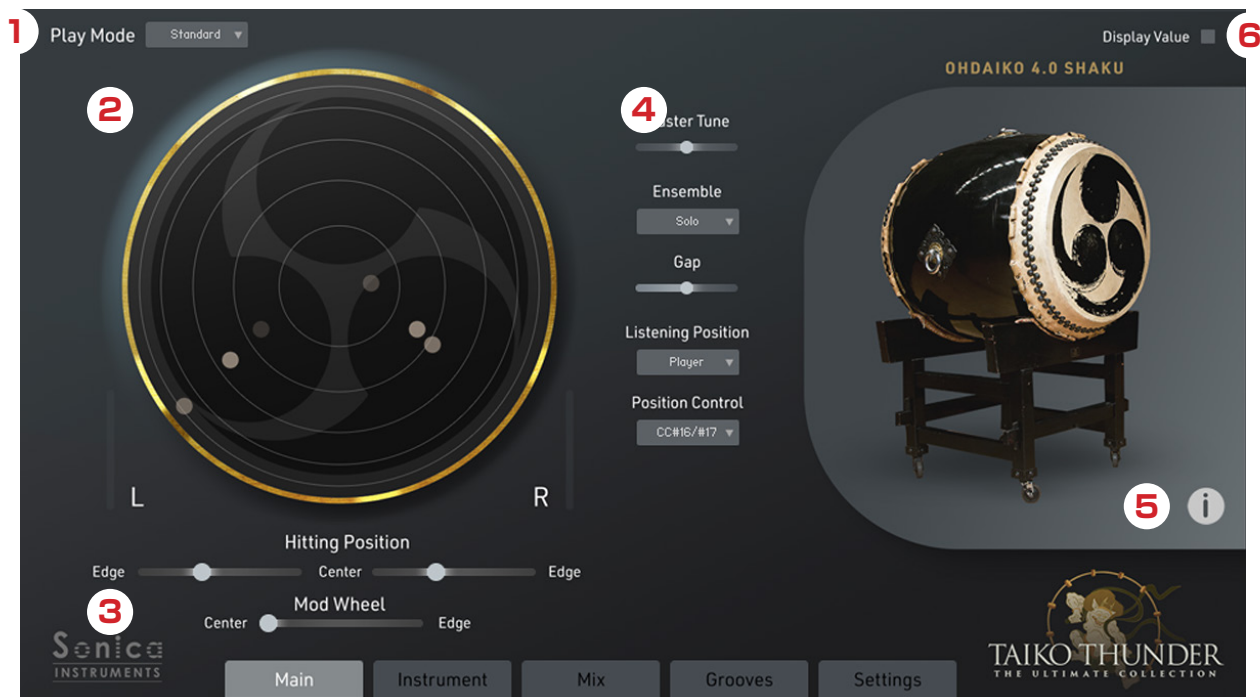 1
Play Mode
Standard
Display Value
6
OHDAIKO 4.0 SHAKU
2
4
aster Tune
Ensemble
Solo
Gap
Listening Position
Player
Position Control
CC#16/#17
L
R
5
i
Hitting Position
Edge
Center
Edge
3
Mod Wheel
Center
Edge
Sonica
INSTRUMENTS
TAIKO THUNDER
THE ULTIMATE COLLECTION
Main
Instrument
Mix
Grooves
Settings